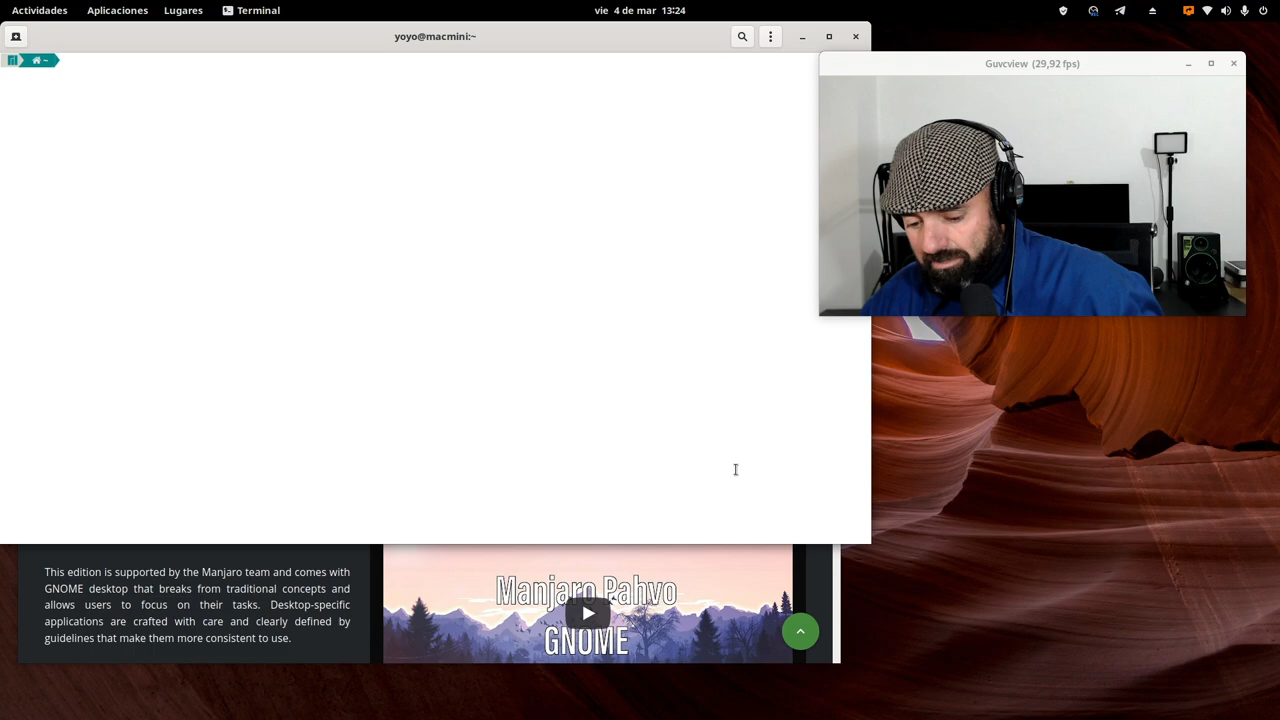 Actividades Aplicaciones Lugares Terminal vie 4 de mar 13:24
yoyo@macmini:~
~
Guvcview (29,92 fps)
This edition is supported by the Manjaro team and comes with
GNOME desktop that breaks from traditional concepts and
allows users to focus on their tasks. Desktop-specific
applications are crafted with care and clearly defined by
guidelines that make them more consistent to use.
Manjaro Pahvo
GNOME